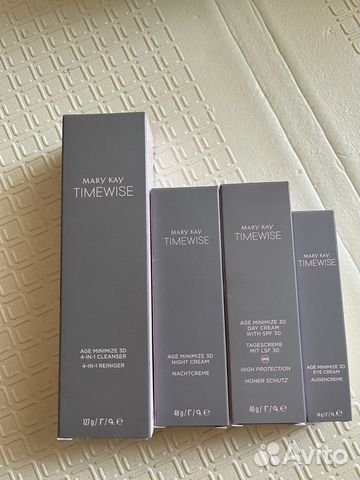 MARY KAY
TIMEWISE
AGE MINIMIZE 3D
4-IN-1 CLEANSER
4-IN-1 REINIGER
127 g / Г/Գ. ℮
MARY KAY
TIMEWISE
AGE MINIMIZE 3D
NIGHT CREAM
NACHTCREME
48 g / Г/Գ. ℮
MARY KAY
TIMEWISE
AGE MINIMIZE 3D
DAY CREAM
WITH SPF 30
TAGESCREME
MIT LSF 30
HIGH PROTECTION
HOHER SCHUTZ
48 g / Г/Գ. ℮
MARY KAY
TIMEWISE
AGE MINIMIZE 3D
EYE CREAM
AUGENCREME
14 g / Г/Գ. ℮
Avito